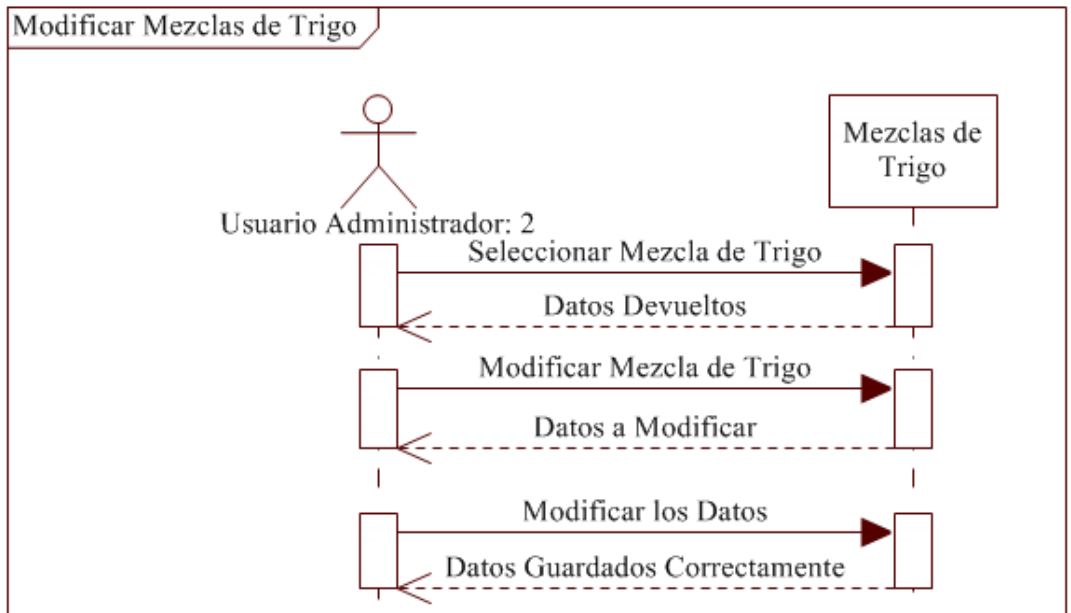 Modificar Mezclas de Trigo
Mezclas de
Trigo
Usuario Administrador: 2
Seleccionar Mezcla de Trigo
Datos Devueltos
Modificar Mezcla de Trigo
Datos a Modificar
Modificar los Datos
Datos Guardados Correctamente